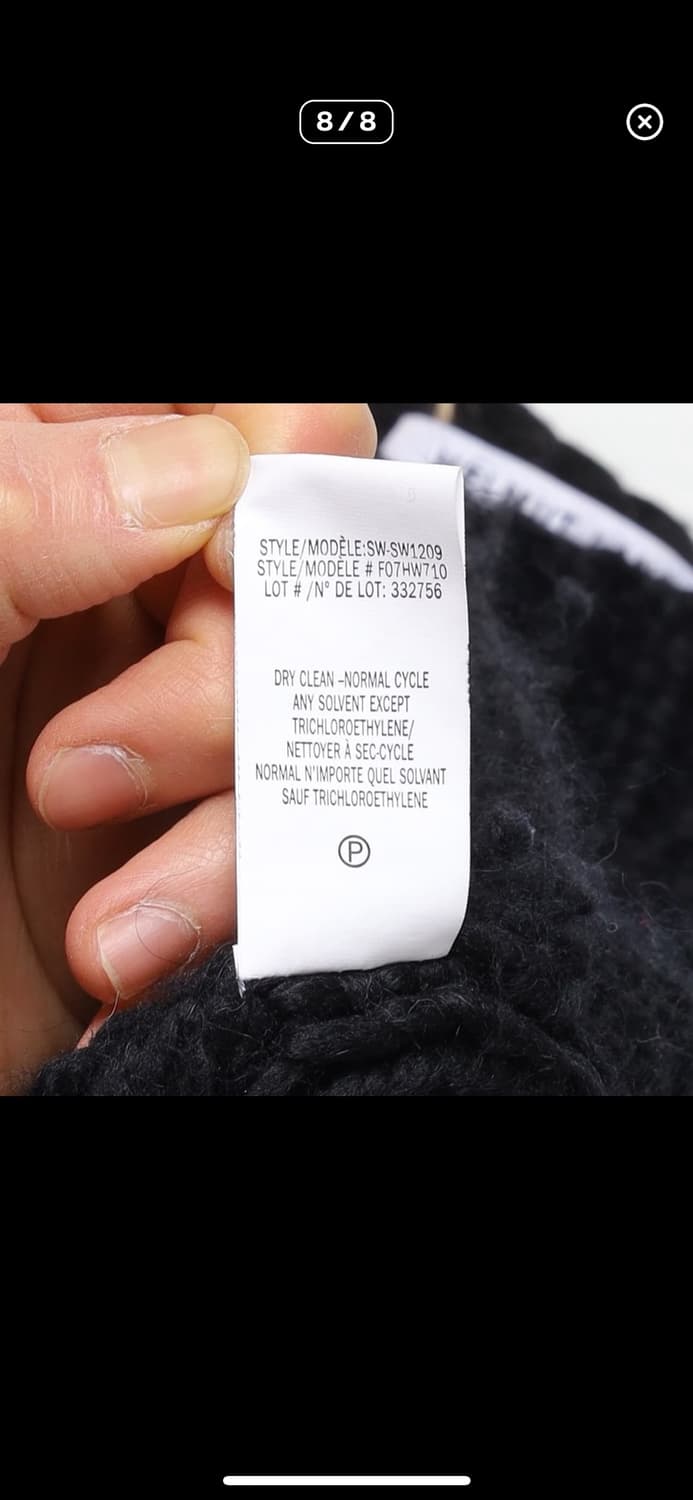 8/8
STYLE/MODÈLE:SW-SW1209
STYLE/MODÈLE # F07HW710
LOT # /N° DE LOT: 332756
DRY CLEAN –NORMAL CYCLE
ANY SOLVENT EXCEPT
TRICHLOROETHYLENE/
NETTOYER À SEC-CYCLE
NORMAL N'IMPORTE QUEL SOLVANT
SAUF TRICHLOROETHYLENE
P